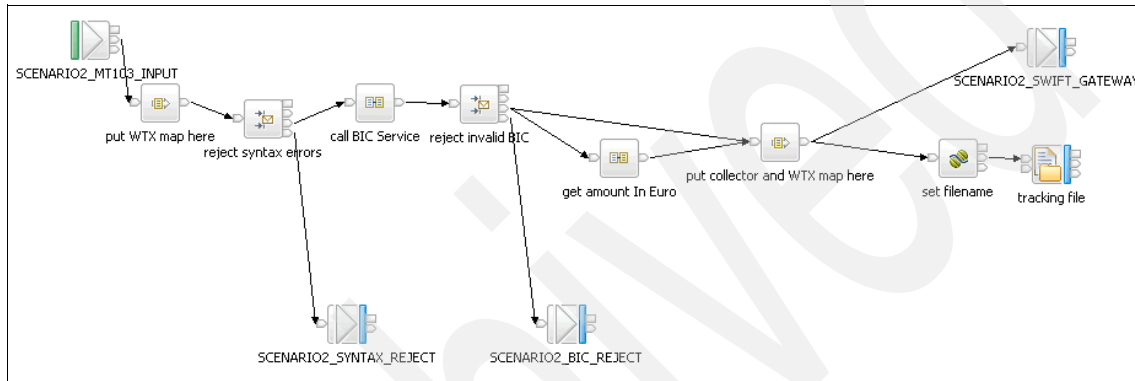 SCENARIO2_MT103_INPUT
put WTX map here
reject syntax errors
call BIC Service
reject invalid BIC
get amount In Euro
put collector and WTX map here
SCENARIO2_SWIFT_GATEWAY
set filename
tracking file
SCENARIO2_SYNTAX_REJECT
SCENARIO2_BIC_REJECT